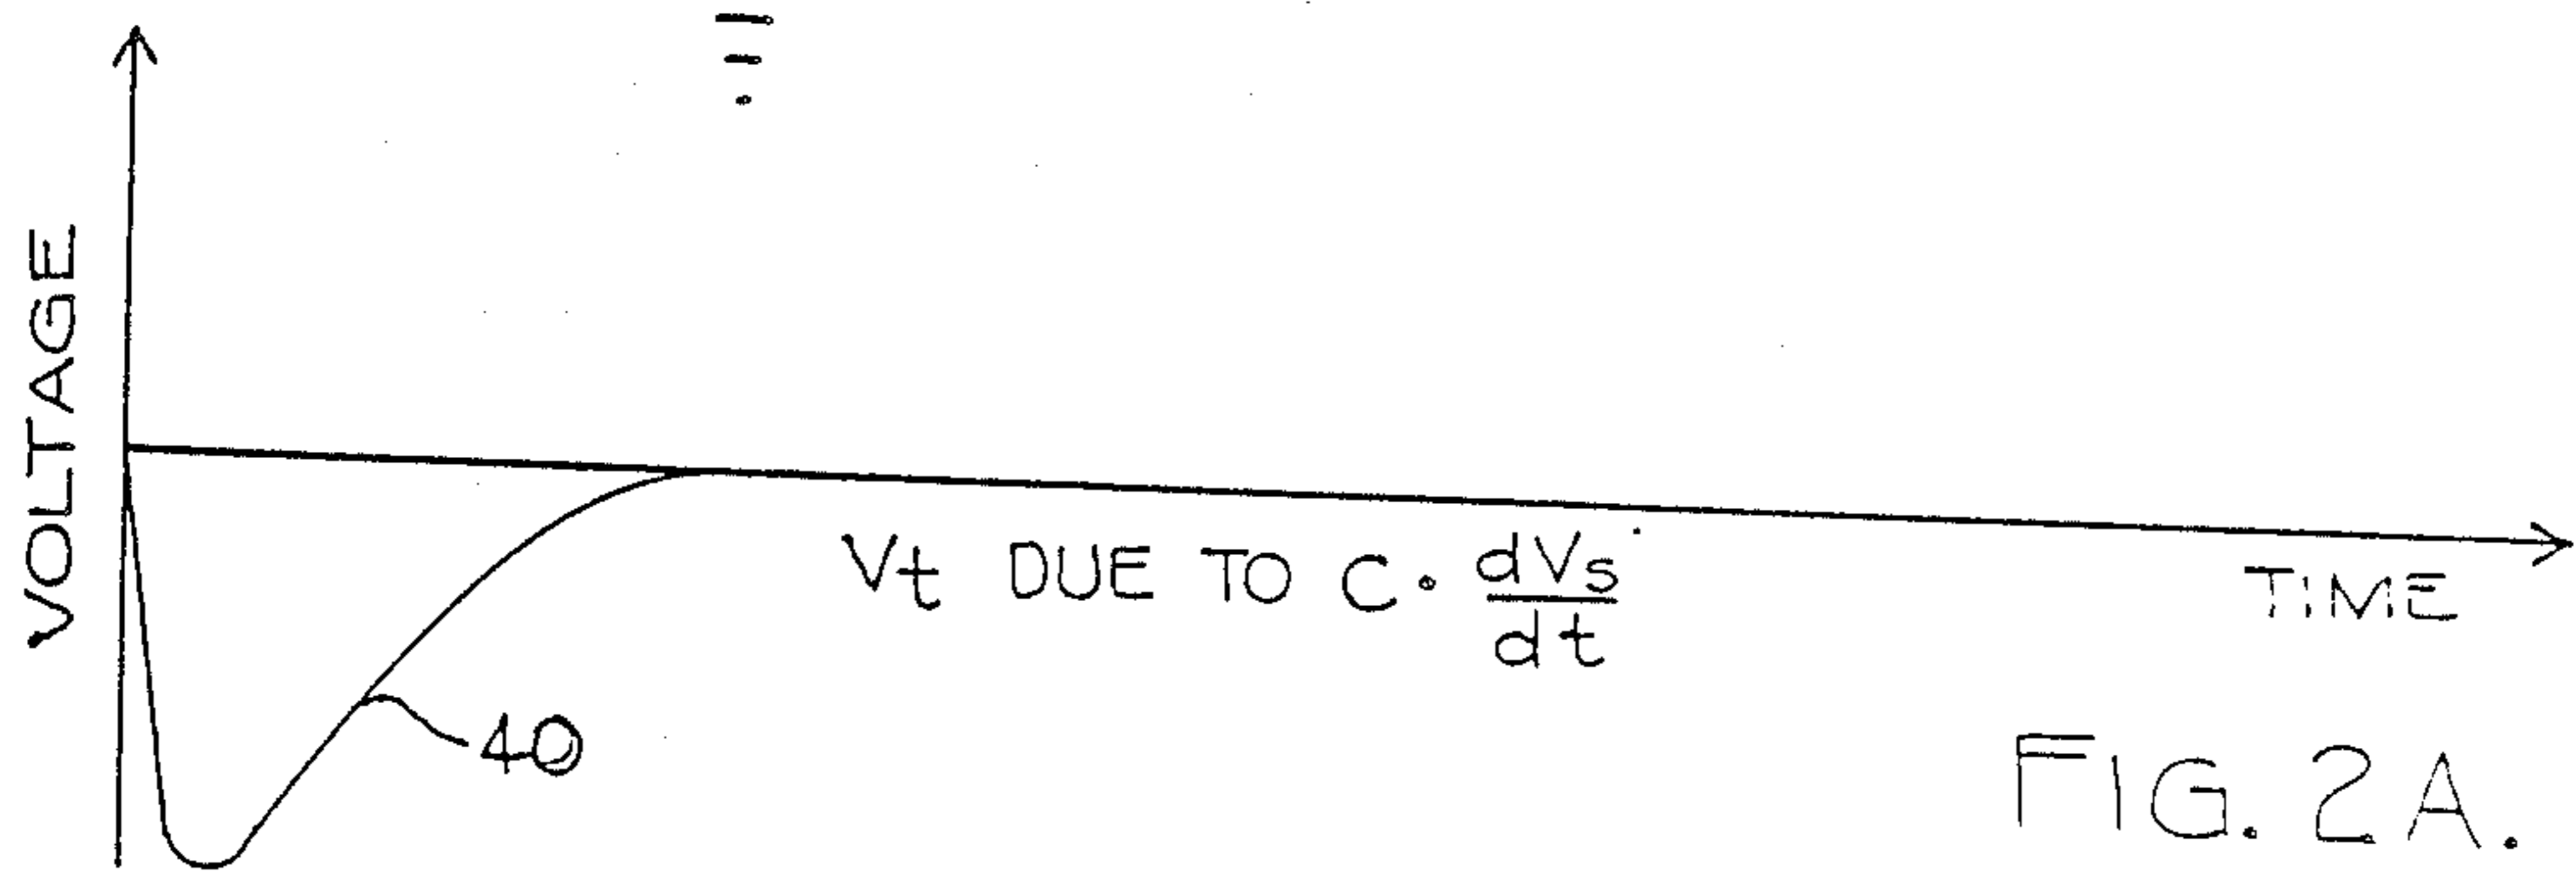 VOLTAGE
Vt DUE TO C · dVs/dt
TIME
40
FIG. 2A.